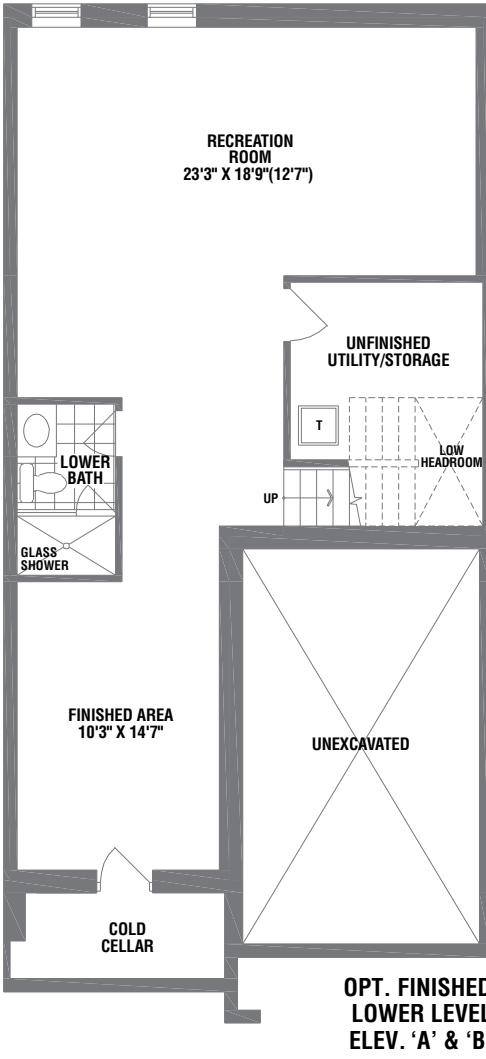 RECREATION
ROOM
23'3" X 18'9"(12'7")
UNFINISHED
UTILITY/STORAGE
T
LOW
HEADROOM
LOWER
BATH
UP
GLASS
SHOWER
FINISHED AREA
10'3" X 14'7"
UNEXCAVATED
COLD
CELLAR
OPT. FINISHED
LOWER LEVEL
ELEV. ‘A’ & ‘B